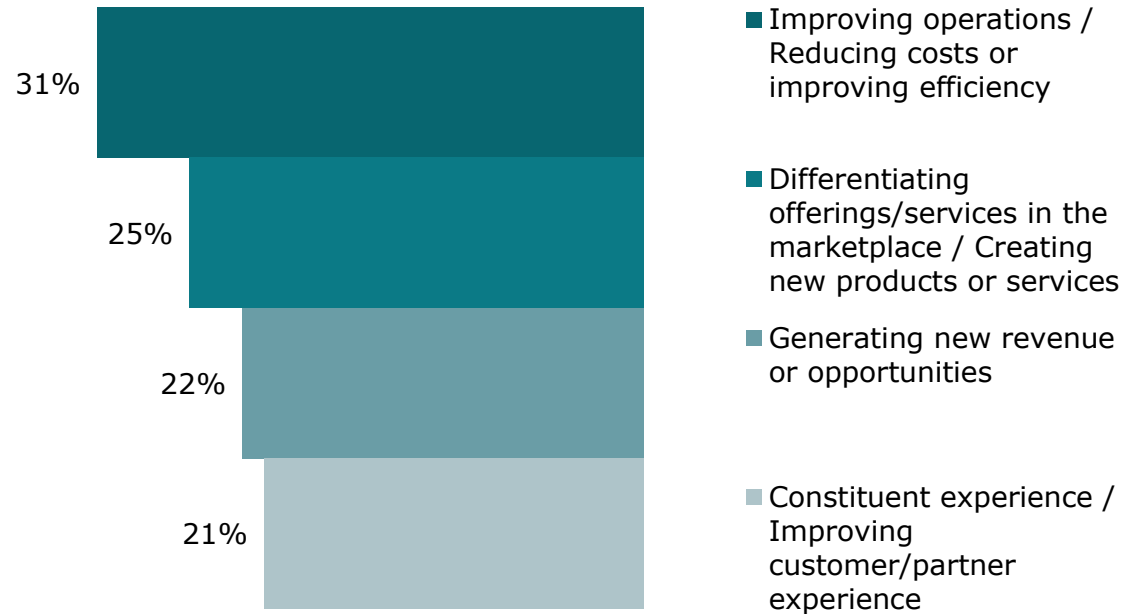 31%
Improving operations /
Reducing costs or
improving efficiency
25%
Differentiating
offerings/services in the
marketplace / Creating
new products or services
22%
Generating new revenue
or opportunities
21%
Constituent experience /
Improving
customer/partner
experience